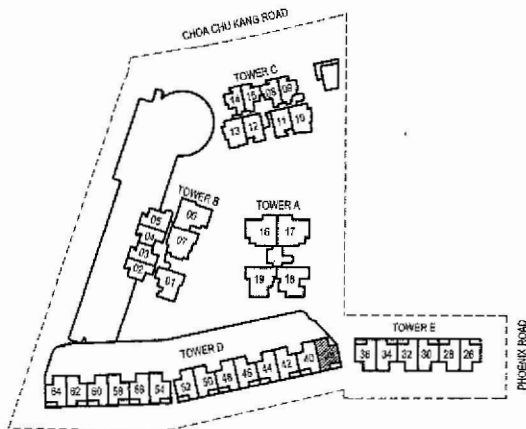 CHOA CHU KANG ROAD
TOWER C
14 15 08 09
13 12 11 10
TOWER B
05 06
04 07
03
02 01
TOWER A
16 17
19 18
TOWER D
64 62 60 58 56 54 52 50 48 46 44 42 40
TOWER E
36 34 32 30 28 26
PHOENIX ROAD